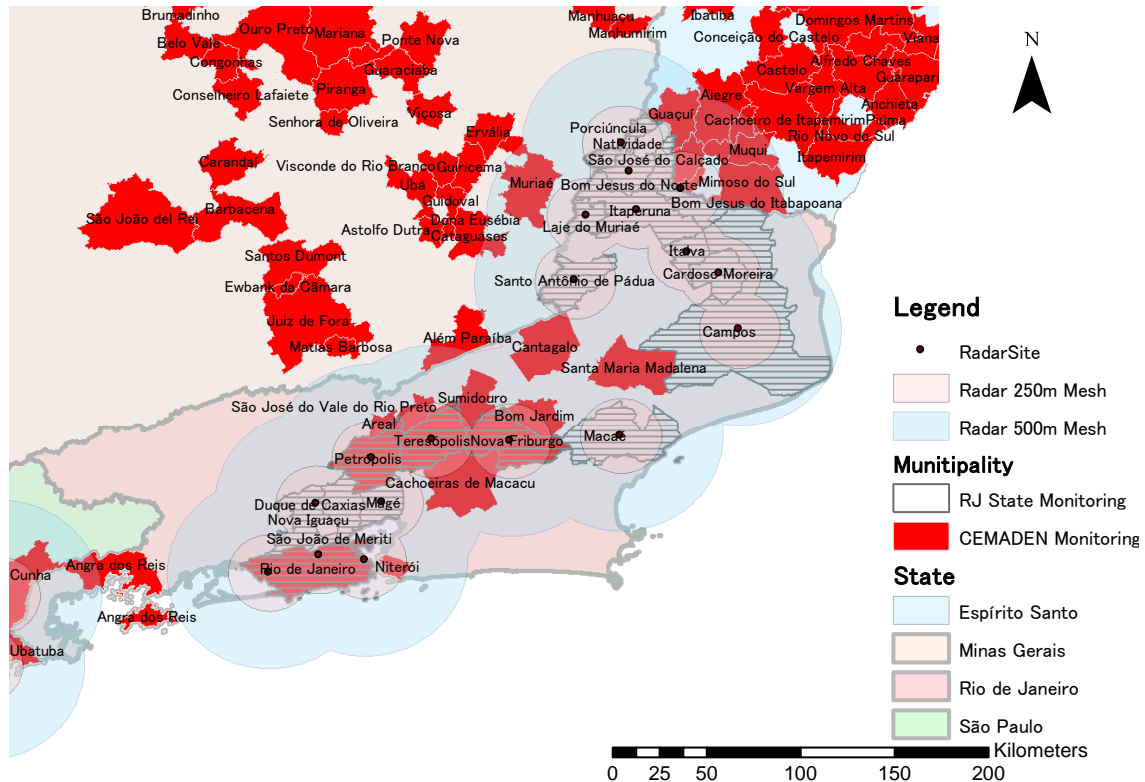 Brumadinho
Ouro Preto
Mariana
Belo Vale
Ponte Nova
Congonhas
Guaraciaba
Conselheiro Lafaiete
Piranga
Senhora de Oliveira
Viçosa
Manhuaçu
Manhumirim
Ibatiba
Domingos Martins
Conceição do Castelo
Viana
Alfredo Chaves
Castelo
Guarapari
Vargem Alta
Alegre
Anchieta
Guaçuí
Cachoeiro de Itapemirim
Piúma
Rio Novo do Sul
Itapemirim
Muqui
Mimoso do Sul
N
Ervália
Carandaí
Visconde do Rio Branco
Guiricema
Ubá
Muriaé
Guidoval
São João del Rei
Barbacena
Dona Eusébia
Astolfo Dutra
Cataguases
Santos Dumont
Ewbank da Câmara
Juiz de Fora
Matias Barbosa
Além Paraíba
Porciúncula
Natividade
São José do Calçado
Bom Jesus do Norte
Bom Jesus do Itabapoana
Itaperuna
Laje do Muriaé
Italva
Santo Antônio de Pádua
Cardoso Moreira
Campos
Cantagalo
Santa Maria Madalena
Sumidouro
São José do Vale do Rio Preto
Bom Jardim
Areal
Teresópolis
Nova Friburgo
Macaé
Petrópolis
Cachoeiras de Macacu
Duque de Caxias
Magé
Nova Iguaçu
São João de Meriti
Rio de Janeiro
Niterói
Cunha
Angra dos Reis
Angra dos Reis
Ubatuba
Legend
RadarSite
Radar 250m Mesh
Radar 500m Mesh
Munitipality
RJ State Monitoring
CEMADEN Monitoring
State
Espírito Santo
Minas Gerais
Rio de Janeiro
São Paulo
Kilometers
0 25 50 100 150 200